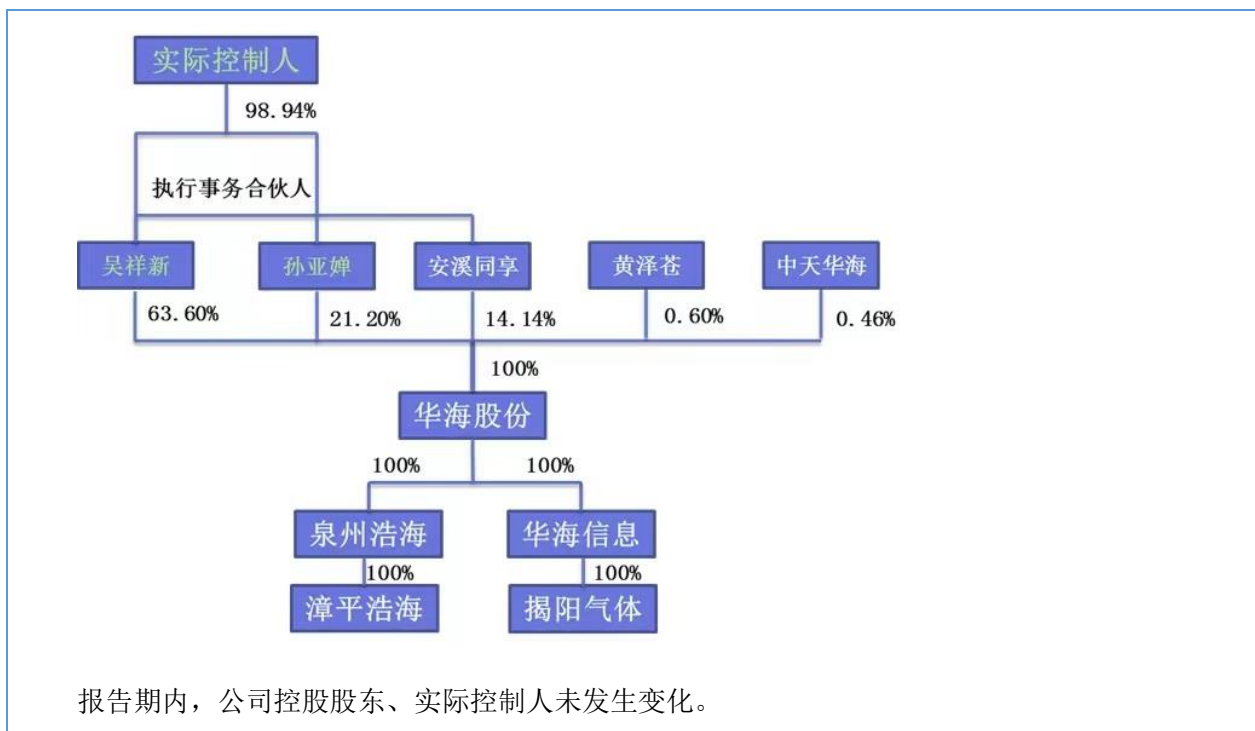 实际控制人
98.94%
执行事务合伙人
吴祥新 孙亚婵 安溪同享 黄泽苍 中天华海
63.60% 21.20% 14.14% 0.60% 0.46%
100%
华海股份
100% 100%
泉州浩海 华海信息
100% 100%
漳平浩海 揭阳气体
报告期内，公司控股股东、实际控制人未发生变化。